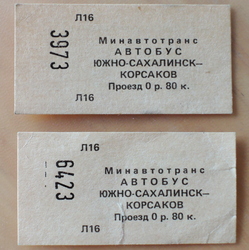 Л16
3973
Минавтотранс
АВТОБУС
ЮЖНО-САХАЛИНСК–
КОРСАКОВ
Проезд 0 р. 80 к.
Л16
Л16
6423
Минавтотранс
АВТОБУС
ЮЖНО-САХАЛИНСК–
КОРСАКОВ
Проезд 0 р. 80 к.
Л16